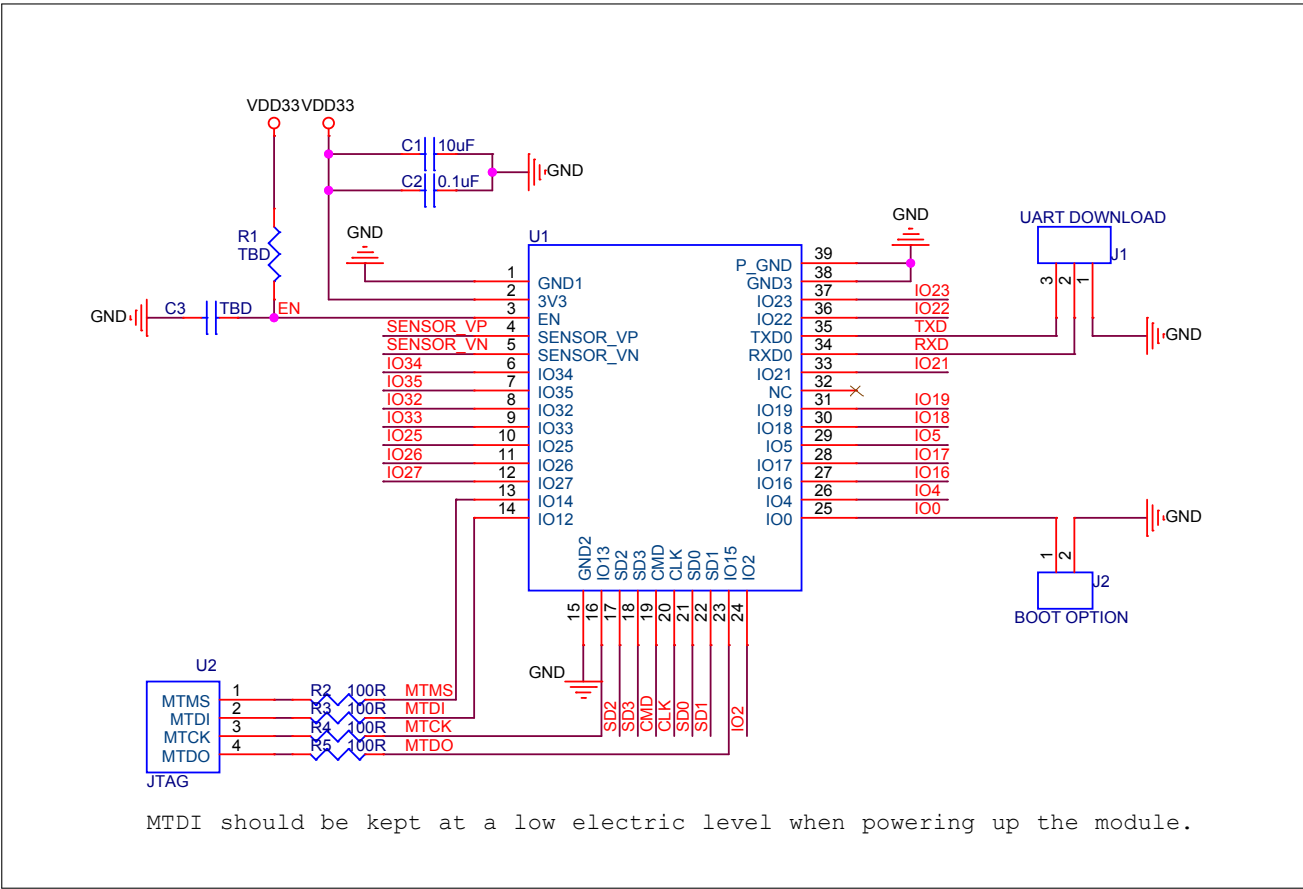 VDD33 VDD33
C1 10uF
C2 0.1uF
GND
R1
TBD
GND
GND
C3 TBD EN
U1
1 GND1
2 3V3
3 EN
SENSOR_VP 4 SENSOR_VP
SENSOR_VN 5 SENSOR_VN
IO34 6 IO34
IO35 7 IO35
IO32 8 IO32
IO33 9 IO33
IO25 10 IO25
IO26 11 IO26
IO27 12 IO27
13 IO14
14 IO12
GND
P_GND 39
GND3 38
IO23 37 IO23
IO22 36 IO22
TXD0 35 TXD
RXD0 34 RXD
IO21 33 IO21
NC 32
IO19 31 IO19
IO18 30 IO18
IO5 29 IO5
IO17 28 IO17
IO16 27 IO16
IO4 26 IO4
IO0 25 IO0
UART DOWNLOAD
J1
3 2 1
GND
GND
1 2
J2
BOOT OPTION
GND2 IO13 SD2 SD3 CMD CLK SD0 SD1 IO15 IO2
15 16 17 18 19 20 21 22 23 24
GND
SD2 SD3 CMD CLK SD0 SD1 IO2
U2
MTMS 1 R2 100R MTMS
MTDI 2 R3 100R MTDI
MTCK 3 R4 100R MTCK
MTDO 4 R5 100R MTDO
JTAG
MTDI should be kept at a low electric level when powering up the module.